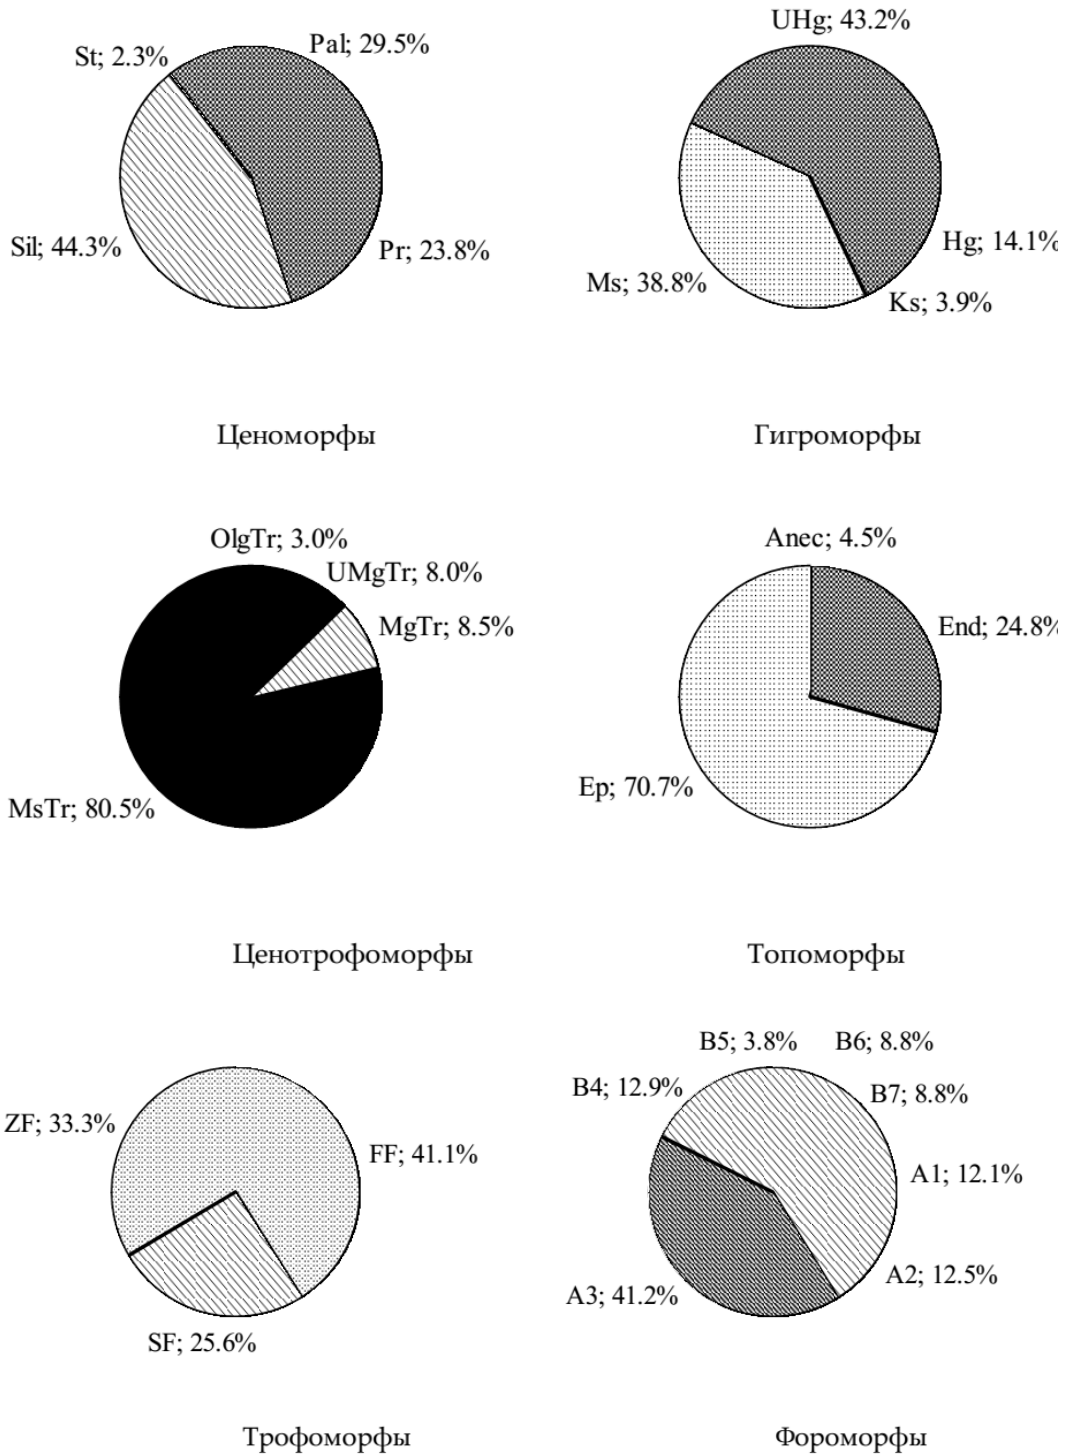 St; 2.3%
Pal; 29.5%
Sil; 44.3%
Pr; 23.8%
Ценоморфы
UHg; 43.2%
Hg; 14.1%
Ms; 38.8%
Ks; 3.9%
Гигроморфы
OlgTr; 3.0%
UMgTr; 8.0%
MgTr; 8.5%
MsTr; 80.5%
Ценотрофоморфы
Anec; 4.5%
End; 24.8%
Ep; 70.7%
Топоморфы
ZF; 33.3%
FF; 41.1%
SF; 25.6%
Трофоморфы
B5; 3.8%
B6; 8.8%
B4; 12.9%
B7; 8.8%
A1; 12.1%
A2; 12.5%
A3; 41.2%
Фороморфы